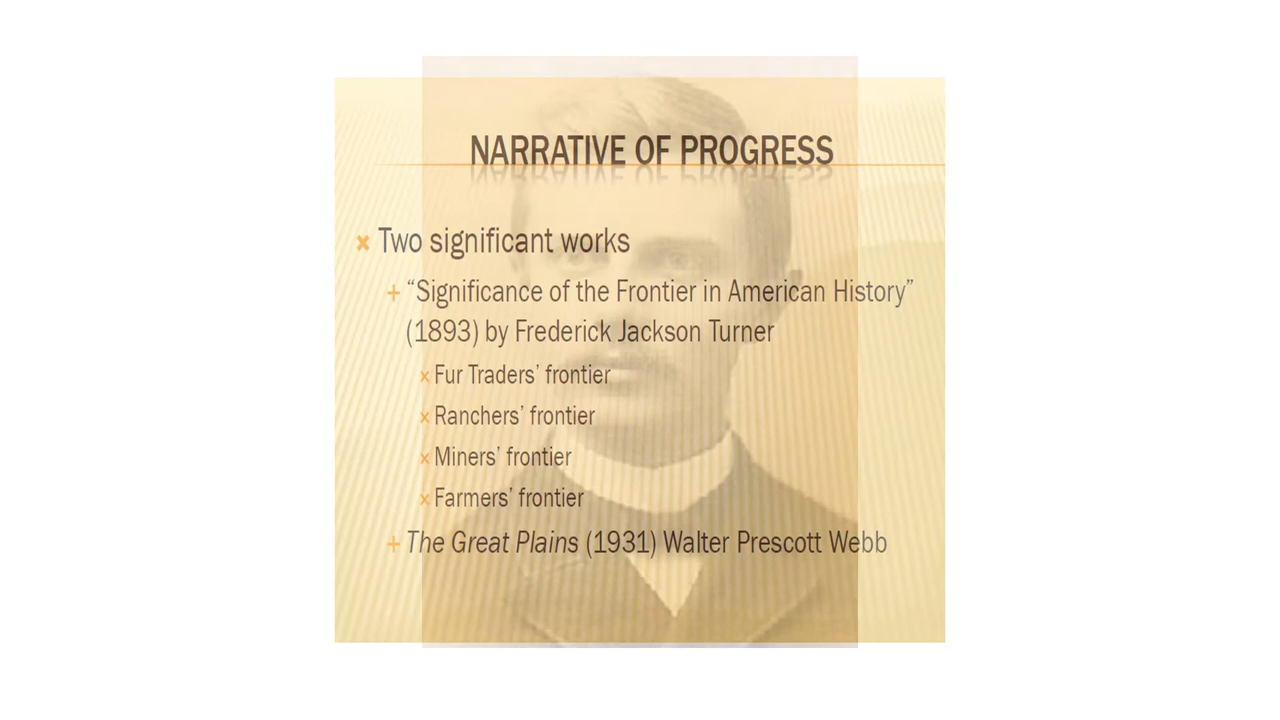 NARRATIVE OF PROGRESS
Two significant works
“Significance of the Frontier in American History”
(1893) by Frederick Jackson Turner
Fur Traders’ frontier
Ranchers’ frontier
Miners’ frontier
Farmers’ frontier
The Great Plains (1931) Walter Prescott Webb